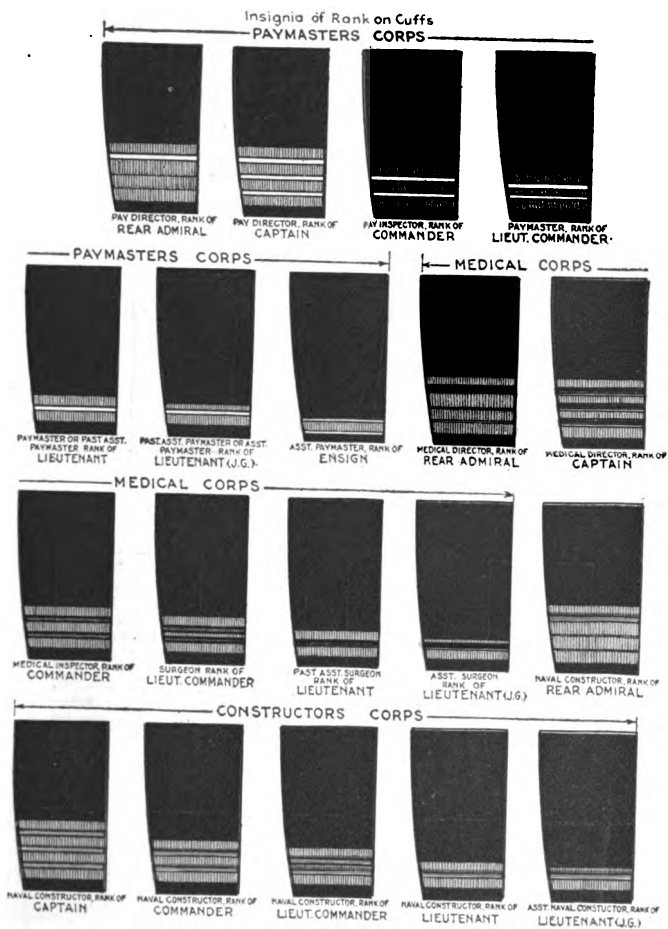 Insignia of Rank on Cuffs
PAYMASTERS CORPS
PAY DIRECTOR, RANK OF
REAR ADMIRAL
PAY DIRECTOR, RANK OF
CAPTAIN
PAY INSPECTOR, RANK OF
COMMANDER
PAYMASTER, RANK OF
LIEUT. COMMANDER.
PAYMASTERS CORPS
MEDICAL CORPS
PAYMASTER OR PAST ASST.
PAYMASTER RANK OF
LIEUTENANT
PAST. ASST. PAYMASTER OR ASST.
PAYMASTER RANK OF
LIEUTENANT (J.G.).
ASST. PAYMASTER, RANK OF
ENSIGN
MEDICAL DIRECTOR, RANK OF
REAR ADMIRAL
MEDICAL DIRECTOR, RANK OF
CAPTAIN
MEDICAL CORPS
MEDICAL INSPECTOR, RANK OF
COMMANDER
SURGEON RANK OF
LIEUT. COMMANDER
PAST ASST. SURGEON
RANK OF
LIEUTENANT
ASST. SURGEON
RANK OF
LIEUTENANT (J.G.)
NAVAL CONSTRUCTOR, RANK OF
REAR ADMIRAL
CONSTRUCTORS CORPS
NAVAL CONSTRUCTOR, RANK OF
CAPTAIN
NAVAL CONSTRUCTOR, RANK OF
COMMANDER
NAVAL CONSTRUCTOR, RANK OF
LIEUT. COMMANDER
NAVAL CONSTRUCTOR, RANK OF
LIEUTENANT
ASST. NAVAL CONSTUCTOR, RANK OF
LIEUTENANT (J.G.)